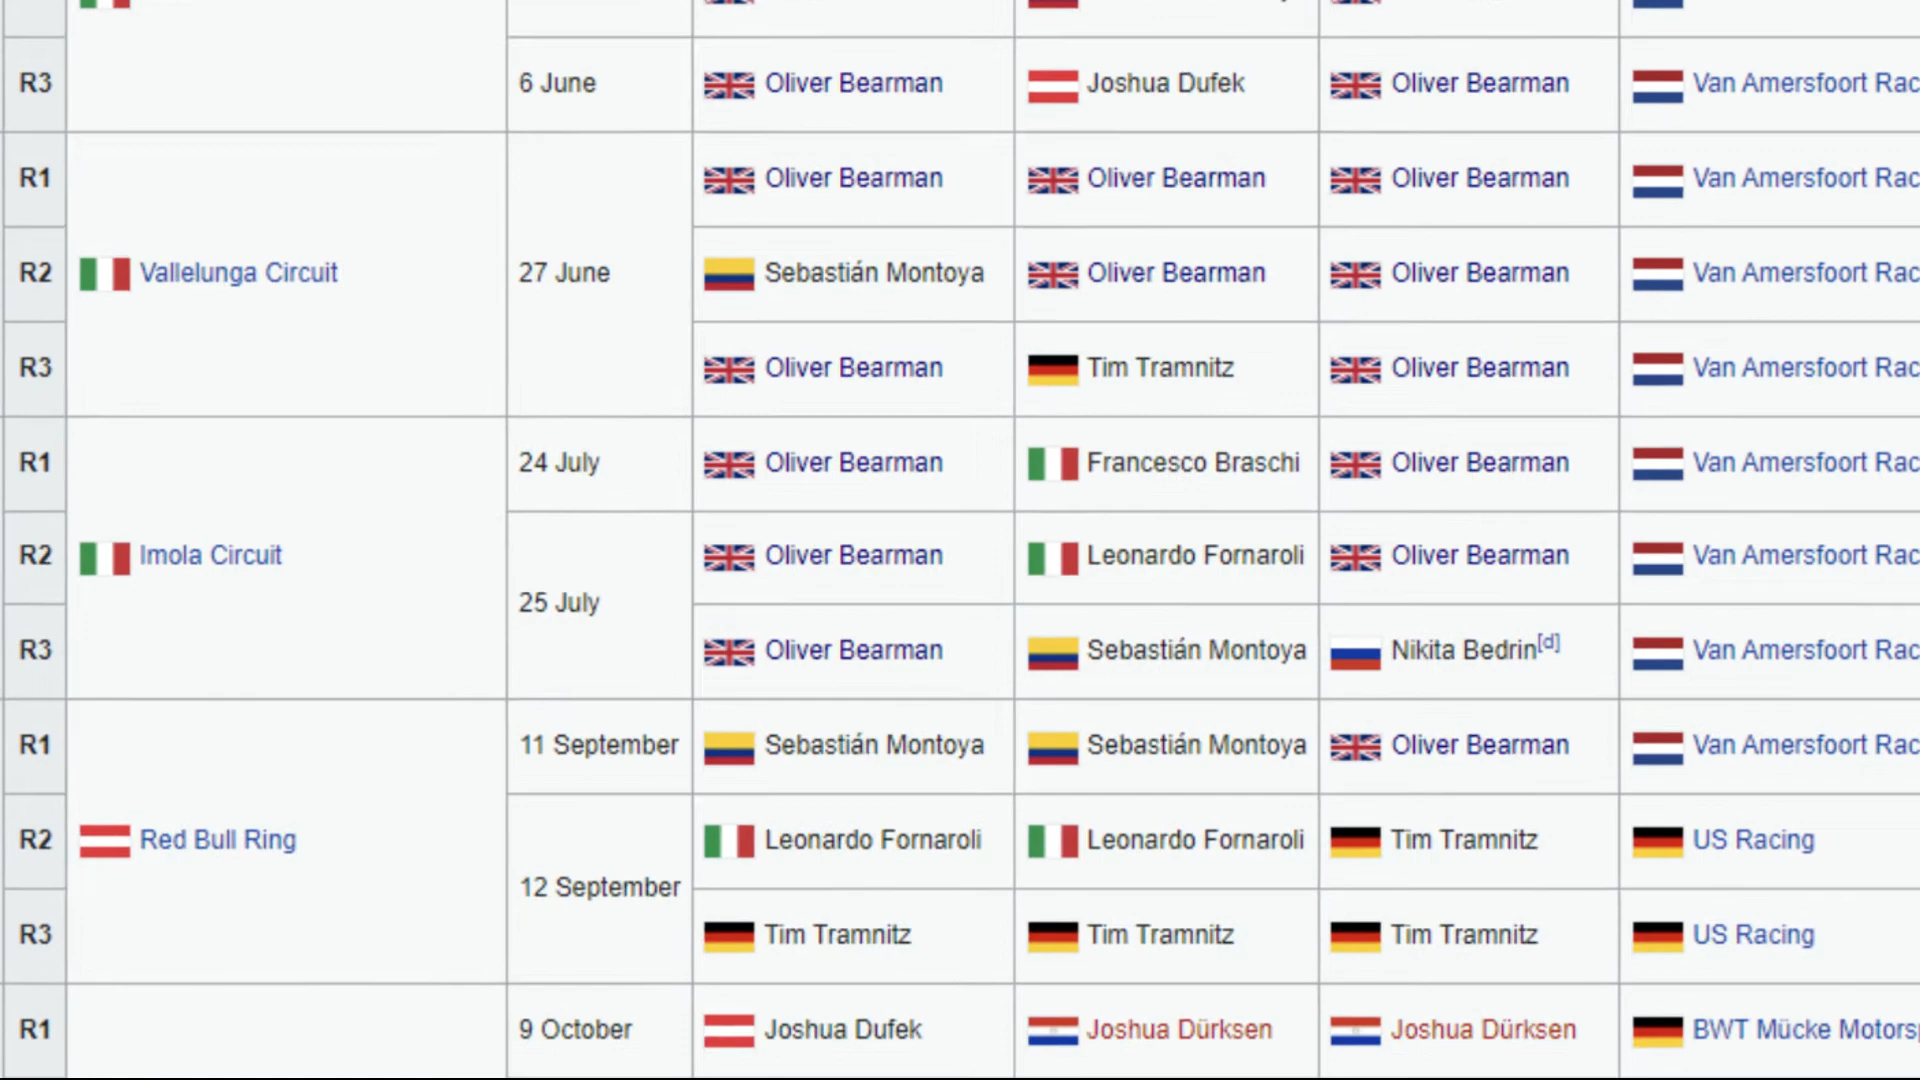 R3 6 June Oliver Bearman Joshua Dufek Oliver Bearman Van Amersfoort Rac
R1 Oliver Bearman Oliver Bearman Oliver Bearman Van Amersfoort Rac
R2 Vallelunga Circuit 27 June Sebastián Montoya Oliver Bearman Oliver Bearman Van Amersfoort Rac
R3 Oliver Bearman Tim Tramnitz Oliver Bearman Van Amersfoort Rac
R1 24 July Oliver Bearman Francesco Braschi Oliver Bearman Van Amersfoort Rac
R2 Imola Circuit Oliver Bearman Leonardo Fornaroli Oliver Bearman Van Amersfoort Rac
25 July
R3 Oliver Bearman Sebastián Montoya Nikita Bedrin[d] Van Amersfoort Rac
R1 11 September Sebastián Montoya Sebastián Montoya Oliver Bearman Van Amersfoort Rac
R2 Red Bull Ring Leonardo Fornaroli Leonardo Fornaroli Tim Tramnitz US Racing
12 September
R3 Tim Tramnitz Tim Tramnitz Tim Tramnitz US Racing
R1 9 October Joshua Dufek Joshua Dürksen Joshua Dürksen BWT Mücke Motorsp